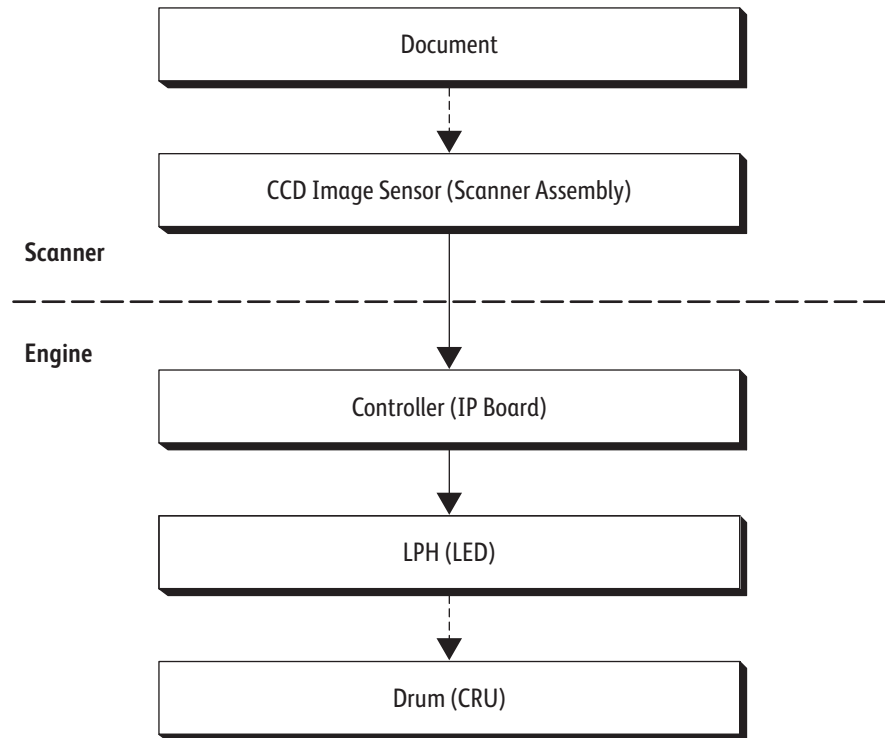 Document
CCD Image Sensor (Scanner Assembly)
Scanner
Engine
Controller (IP Board)
LPH (LED)
Drum (CRU)